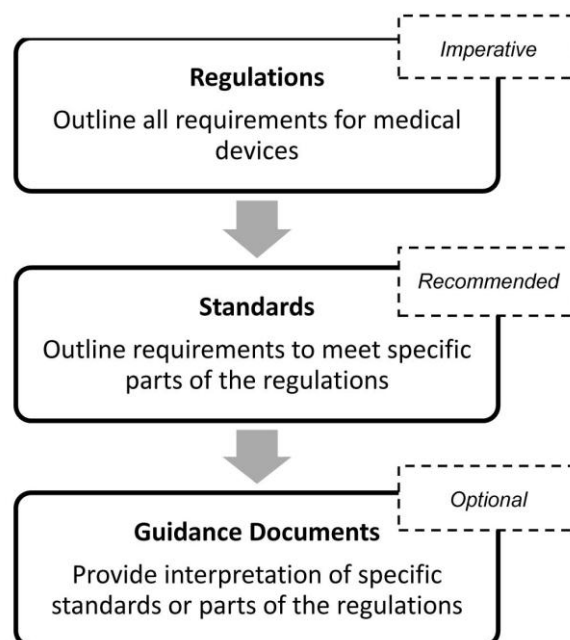 Imperative
Regulations
Outline all requirements for medical
devices
Recommended
Standards
Outline requirements to meet specific
parts of the regulations
Optional
Guidance Documents
Provide interpretation of specific
standards or parts of the regulations